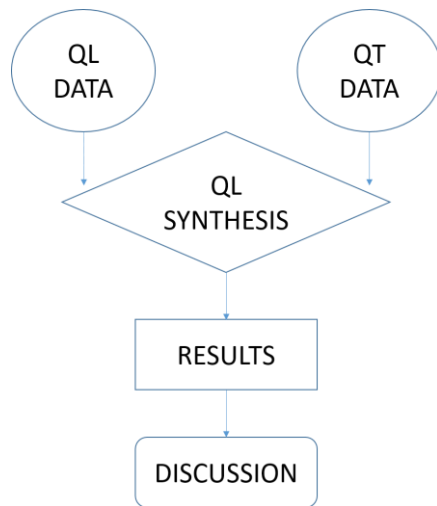 QL
DATA
QT
DATA
QL
SYNTHESIS
RESULTS
DISCUSSION